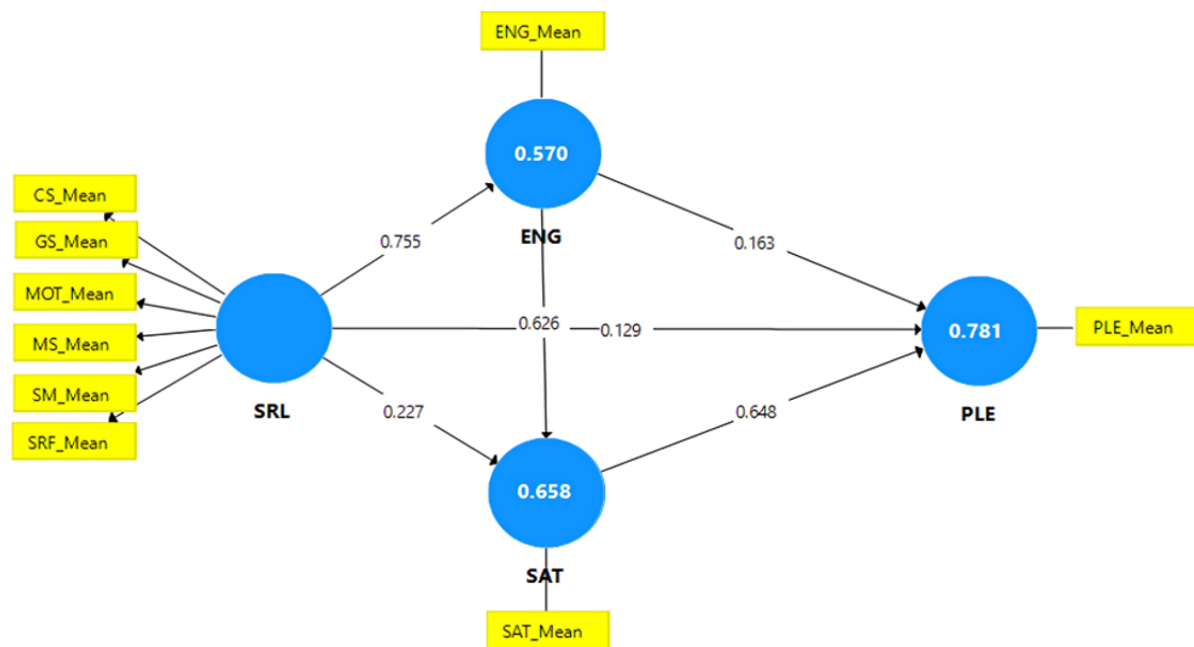 ENG_Mean
0.570
ENG
CS_Mean
GS_Mean
MOT_Mean
MS_Mean
SM_Mean
SRF_Mean
SRL
0.755
0.163
0.626
0.129
0.227
0.648
0.781
PLE
PLE_Mean
0.658
SAT
SAT_Mean